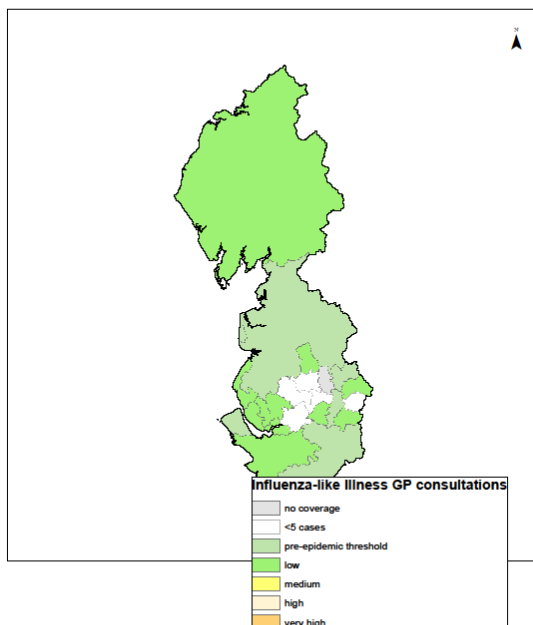 N
Influenza-like Illness GP consultations
no coverage
<5 cases
pre-epidemic threshold
low
medium
high
very high